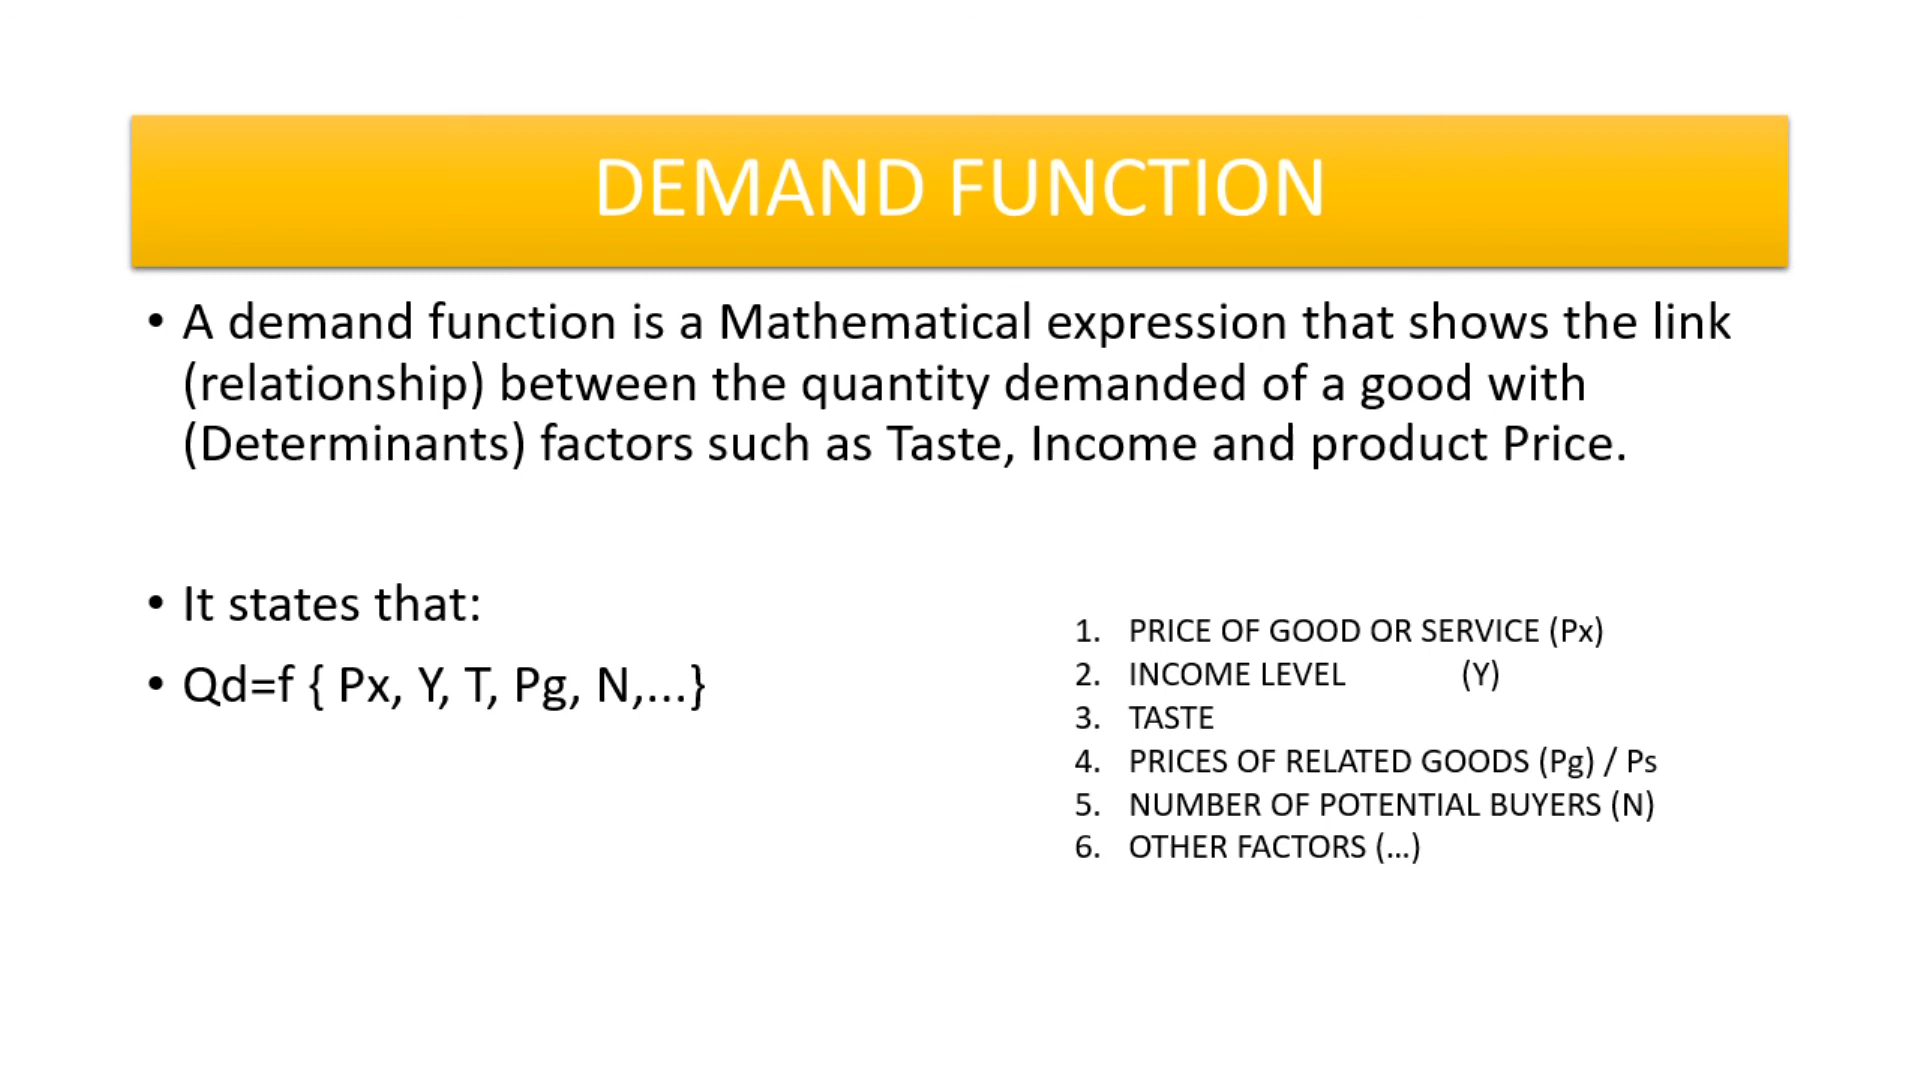 DEMAND FUNCTION
• A demand function is a Mathematical expression that shows the link
(relationship) between the quantity demanded of a good with
(Determinants) factors such as Taste, Income and product Price.
• It states that:
• Qd=f { Px, Y, T, Pg, N,...}
1. PRICE OF GOOD OR SERVICE (Px)
2. INCOME LEVEL (Y)
3. TASTE
4. PRICES OF RELATED GOODS (Pg) / Ps
5. NUMBER OF POTENTIAL BUYERS (N)
6. OTHER FACTORS (...)